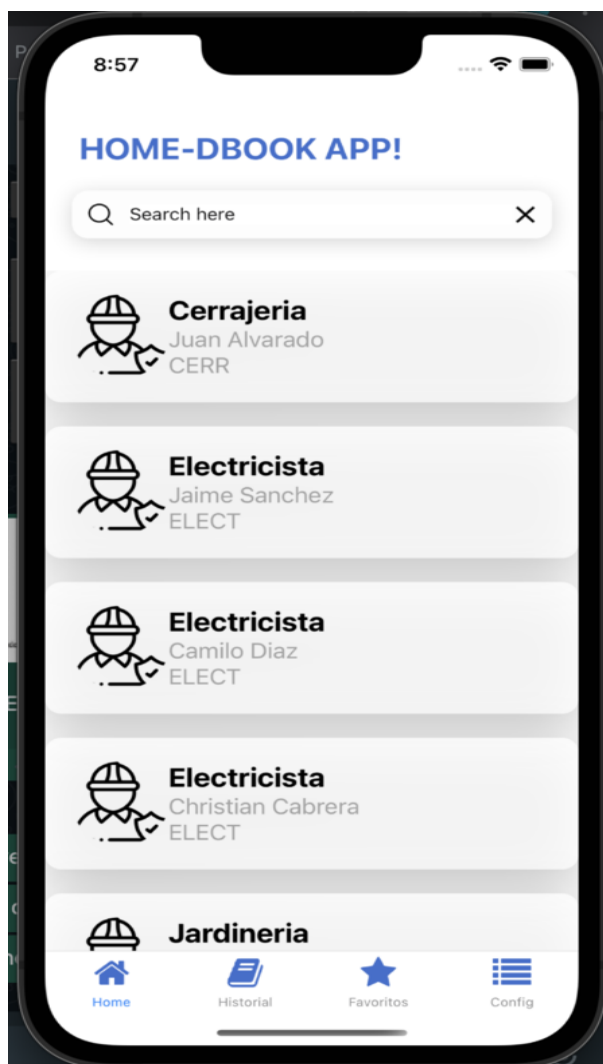 8:57
HOME-DBOOK APP!
Search here
Cerrajeria
Juan Alvarado
CERR
Electricista
Jaime Sanchez
ELECT
Electricista
Camilo Diaz
ELECT
Electricista
Christian Cabrera
ELECT
Jardineria
Home Historial Favoritos Config